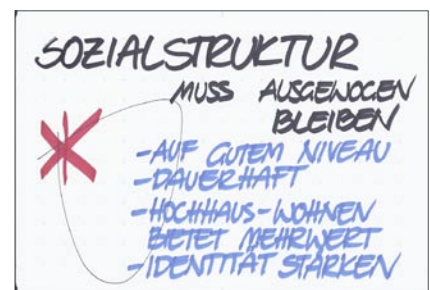 SOZIALSTRUKTUR
MUSS AUSGEWOGEN
BLEIBEN
-AUF GUTEM NIVEAU
-DAUERHAFT
-HOCHHAUS-WOHNEN
BIETET MEHRWERT
-IDENTITÄT STÄRKEN